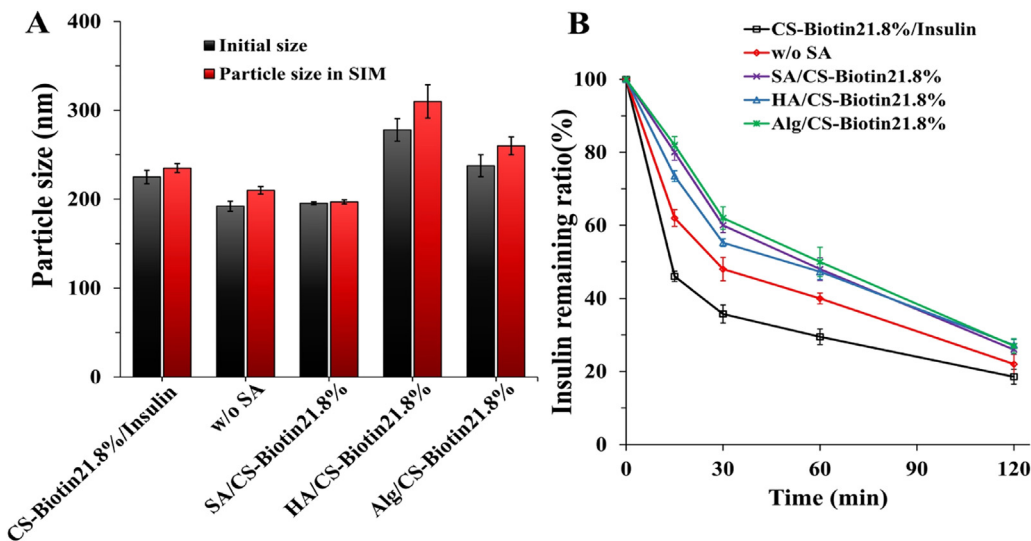 A
Particle size (nm)
400
300
200
100
0
Initial size
Particle size in SIM
CS-Biotin21.8%/Insulin
w/o SA
SA/CS-Biotin21.8%
HA/CS-Biotin21.8%
Alg/CS-Biotin21.8%
B
CS-Biotin21.8%/Insulin
w/o SA
SA/CS-Biotin21.8%
HA/CS-Biotin21.8%
Alg/CS-Biotin21.8%
Insulin remaining ratio(%)
100
80
60
40
20
0
0 30 60 90 120
Time (min)